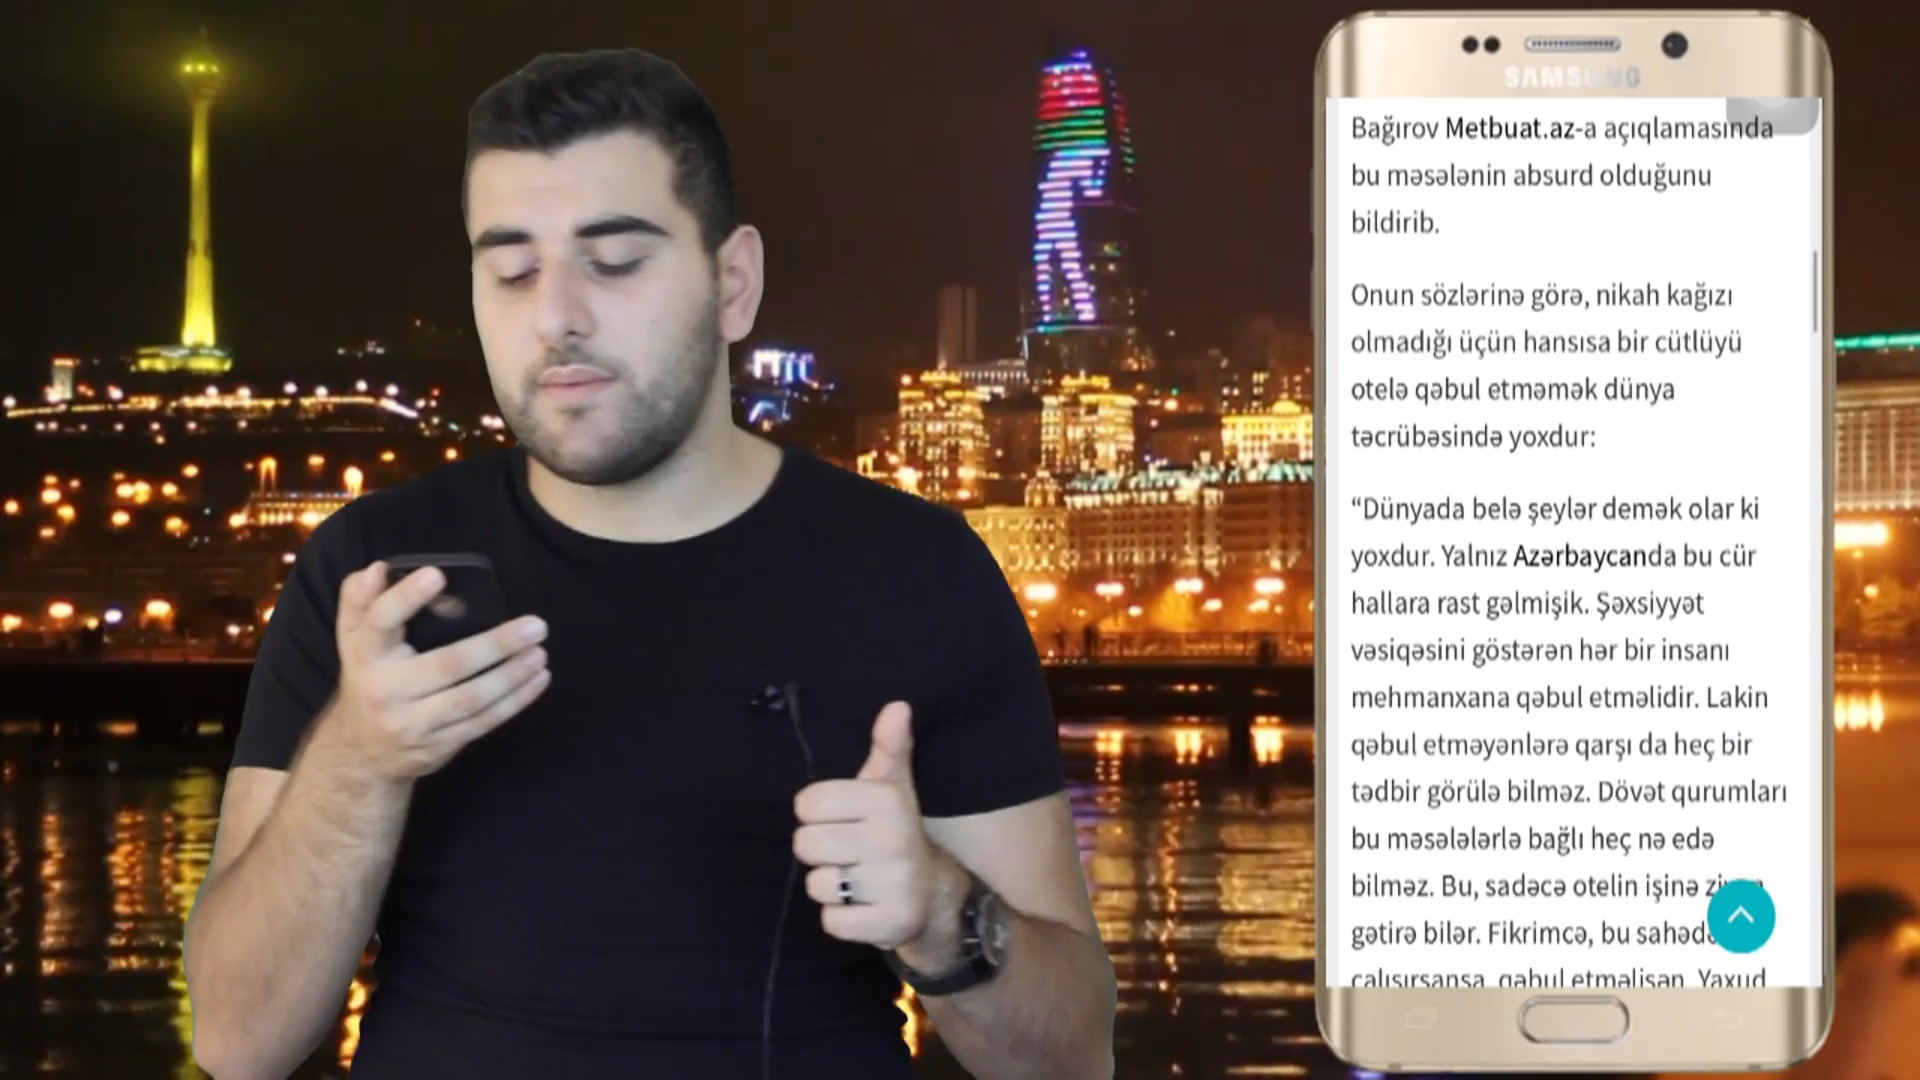 SAMSUNG
Bağırov Metbuat.az-a açıqlamasında
bu məsələnin absurd olduğunu
bildirib.
Onun sözlərinə görə, nikah kağızı
olmadığı üçün hansısa bir cütlüyü
otelə qəbul etməmək dünya
təcrübəsində yoxdur:
“Dünyada belə şeylər demək olar ki
yoxdur. Yalnız Azərbaycanda bu cür
hallara rast gəlmişik. Şəxsiyyət
vəsiqəsini göstərən hər bir insanı
mehmanxana qəbul etməlidir. Lakin
qəbul etməyənlərə qarşı da heç bir
tədbir görülə bilməz. Dövət qurumları
bu məsələlərlə bağlı heç nə edə
bilməz. Bu, sadəcə otelin işinə
gətirə bilər. Fikrimcə, bu sahədə
çalışırsansa, qəbul etməlisən. Yaxud